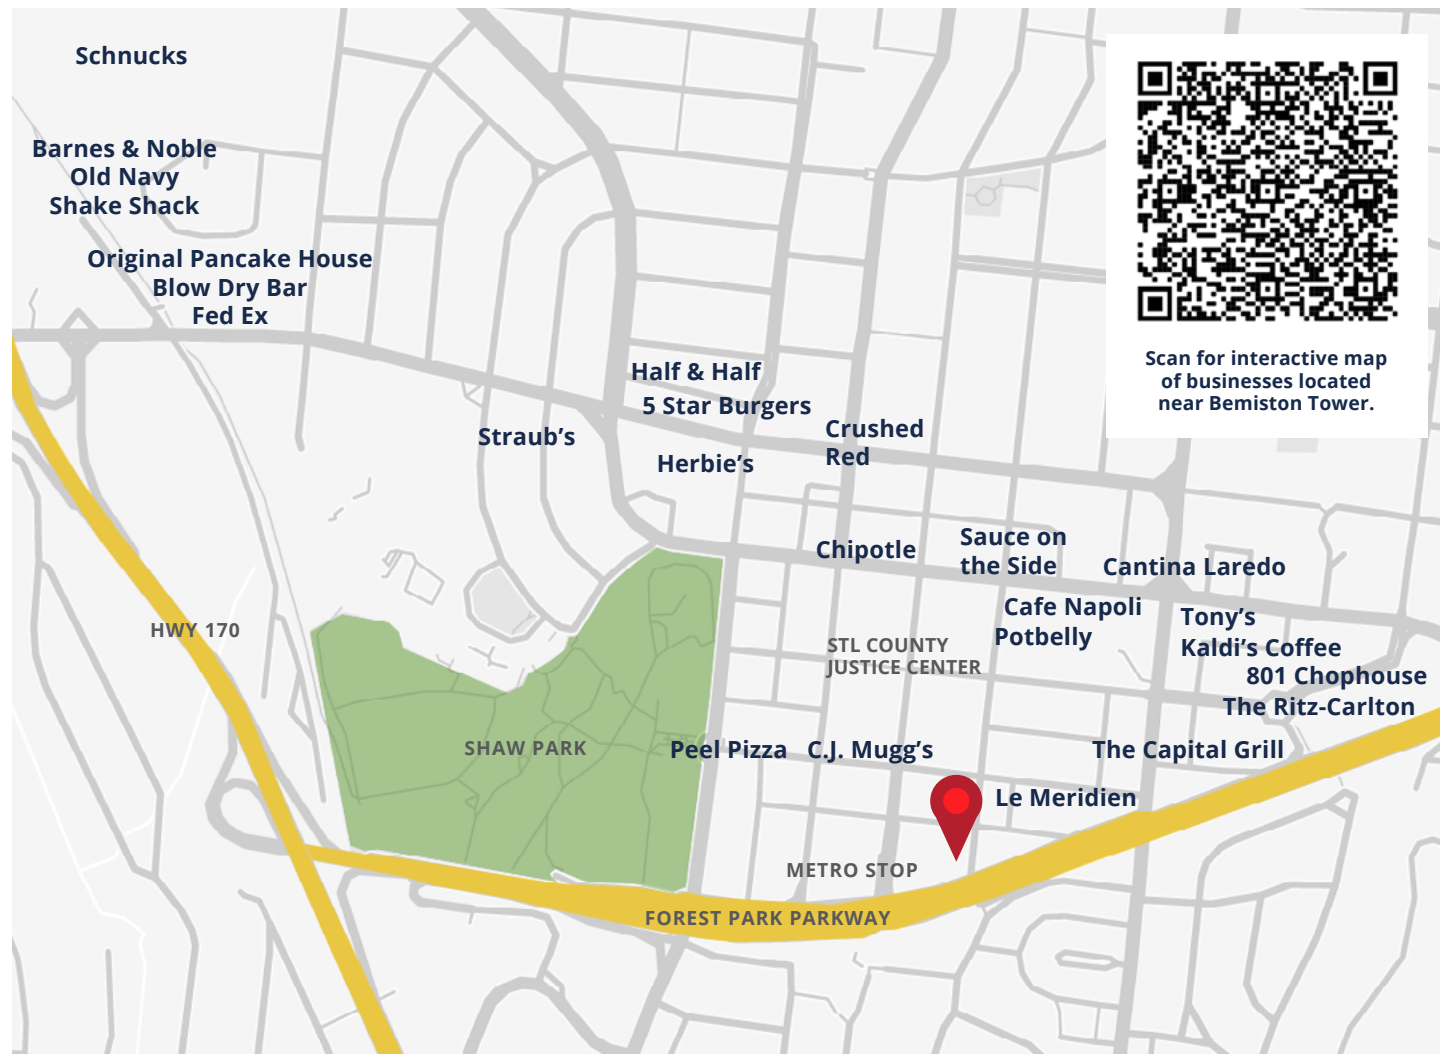 Schnucks
Barnes & Noble
Old Navy
Shake Shack
Original Pancake House
Blow Dry Bar
Fed Ex
Scan for interactive map
of businesses located
near Bemiston Tower.
Half & Half
5 Star Burgers
Straub’s
Herbie’s
Crushed
Red
Chipotle
Sauce on
the Side
Cantina Laredo
Cafe Napoli
Potbelly
Tony’s
Kaldi’s Coffee
801 Chophouse
The Ritz-Carlton
HWY 170
STL COUNTY
JUSTICE CENTER
SHAW PARK
Peel Pizza
C.J. Mugg’s
The Capital Grill
Le Meridien
METRO STOP
FOREST PARK PARKWAY